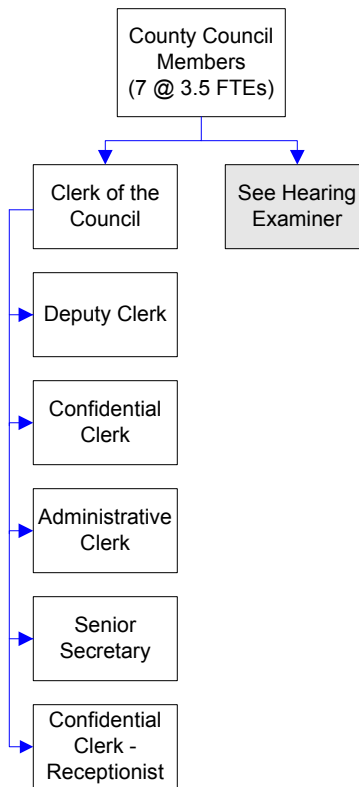 County Council
Members
(7 @ 3.5 FTEs)
Clerk of the
Council
See Hearing
Examiner
Deputy Clerk
Confidential
Clerk
Administrative
Clerk
Senior
Secretary
Confidential
Clerk -
Receptionist